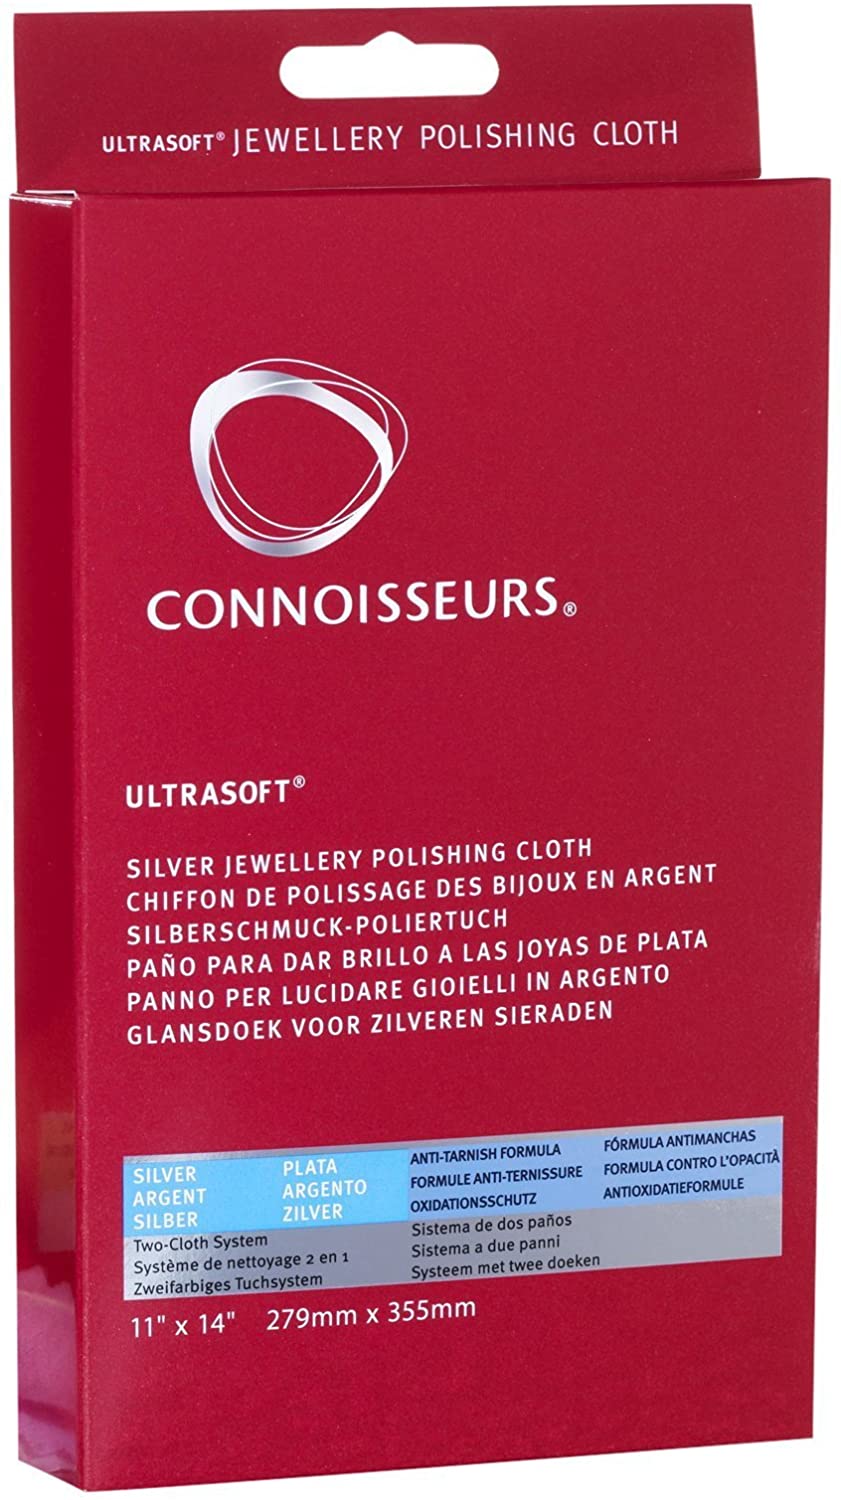 ULTRASOFT® JEWELLERY POLISHING CLOTH
CONNOISSEURS®
ULTRASOFT®
SILVER JEWELLERY POLISHING CLOTH
CHIFFON DE POLISSAGE DES BIJOUX EN ARGENT
SILBERSCHMUCK-POLIERTUCH
PAÑO PARA DAR BRILLO A LAS JOYAS DE PLATA
PANNO PER LUCIDARE GIOIELLI IN ARGENTO
GLANSDOEK VOOR ZILVEREN SIERADEN
SILVER
ARGENT
SILBER
PLATA
ARGENTO
ZILVER
ANTI-TARNISH FORMULA
FORMULE ANTI-TERNISSURE
OXIDATIONSSCHUTZ
FÓRMULA ANTIMANCHAS
FORMULA CONTRO L'OPACITÀ
ANTIOXIDATIEFORMULE
Two-Cloth System
Système de nettoyage 2 en 1
Zweifarbiges Tuchsystem
Sistema de dos paños
Sistema a due panni
Systeem met twee doeken
11" x 14" 279mm x 355mm